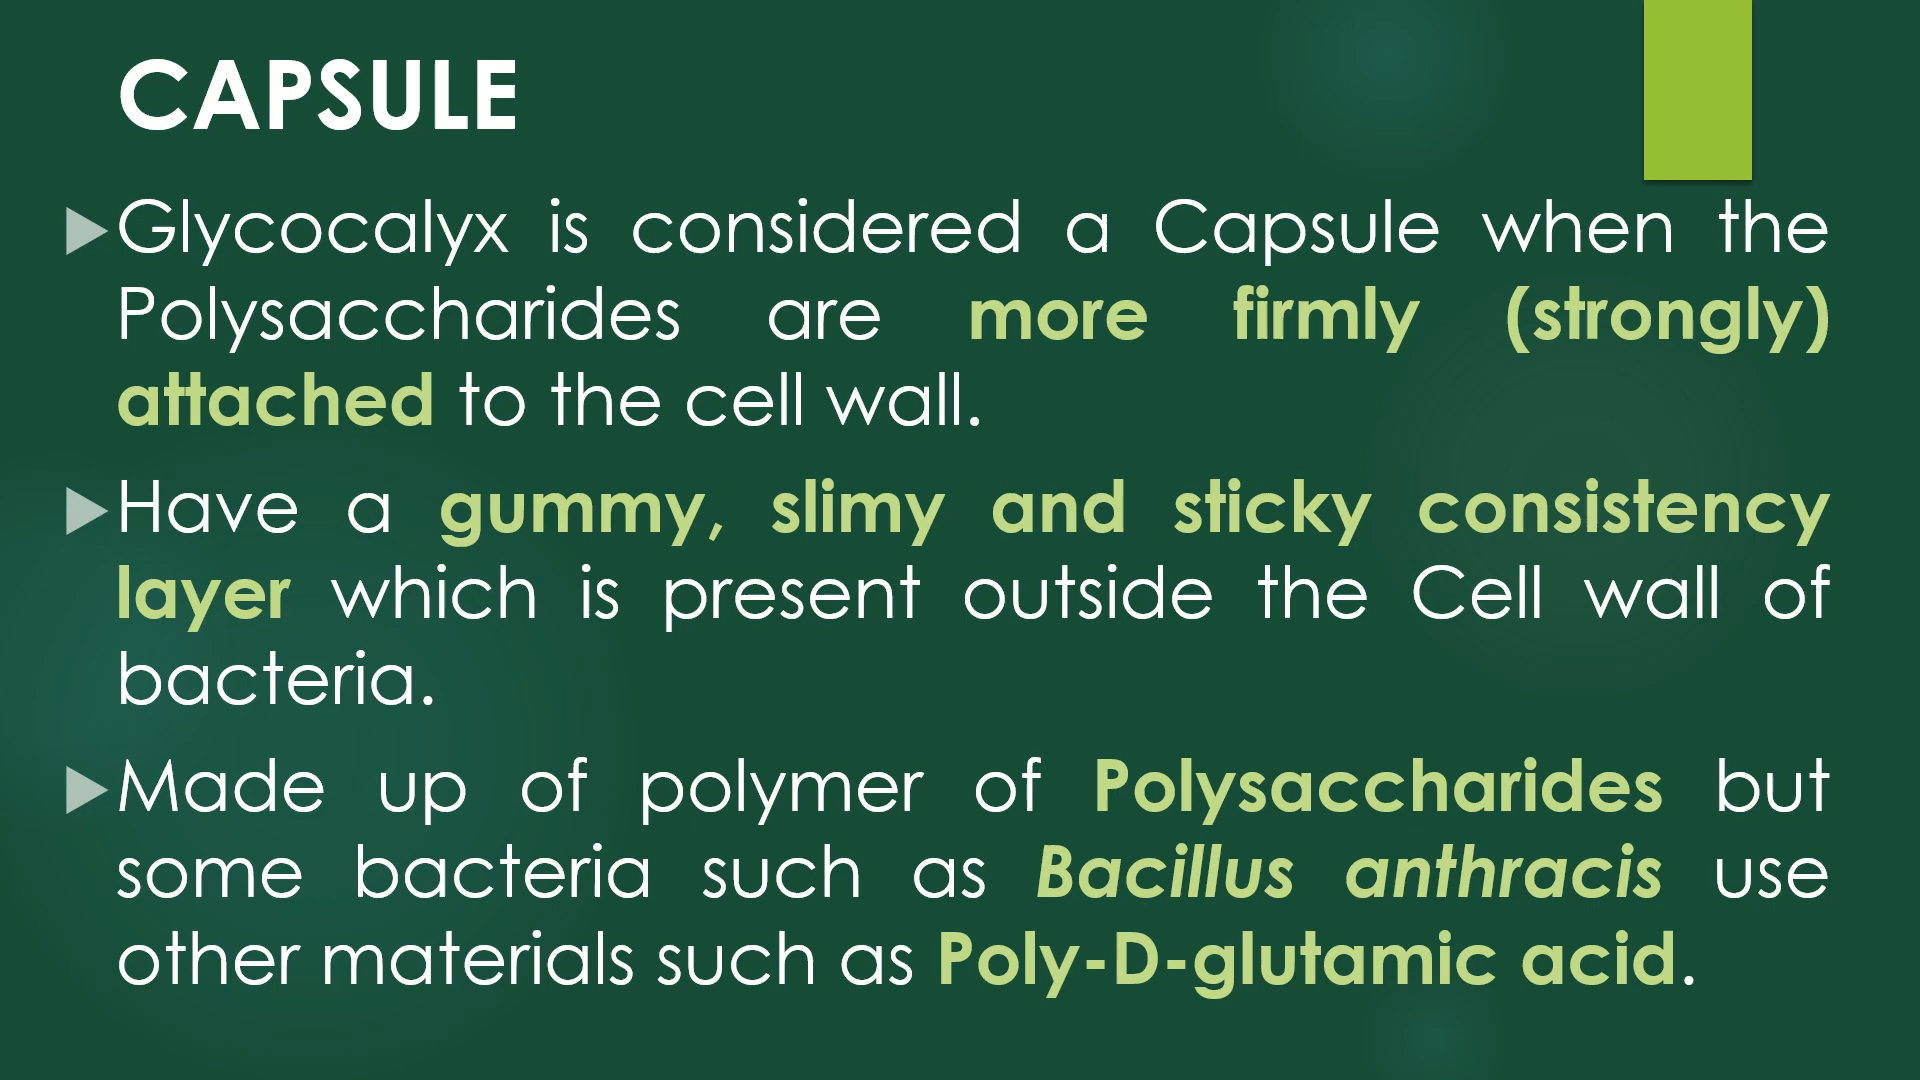 CAPSULE
Glycocalyx is considered a Capsule when the
Polysaccharides are more firmly (strongly)
attached to the cell wall.
Have a gummy, slimy and sticky consistency
layer which is present outside the Cell wall of
bacteria.
Made up of polymer of Polysaccharides but
some bacteria such as Bacillus anthracis use
other materials such as Poly-D-glutamic acid.